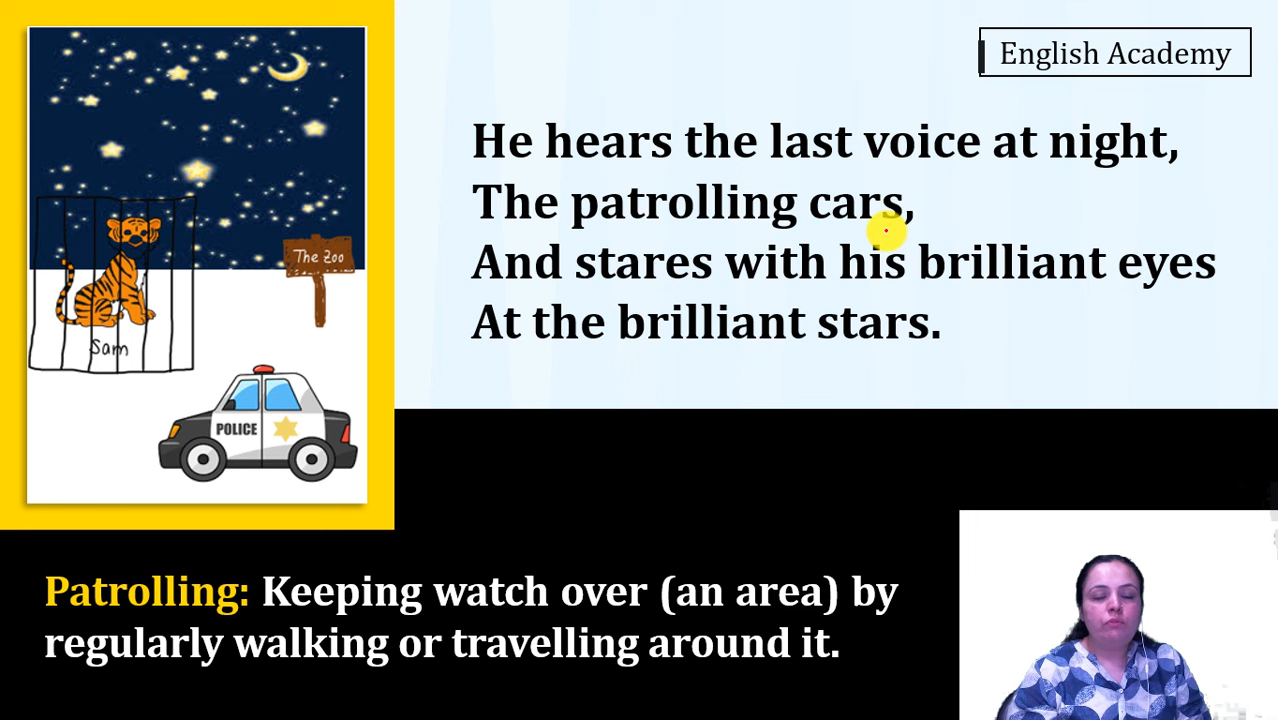 English Academy
He hears the last voice at night,
The patrolling cars,
And stares with his brilliant eyes
At the brilliant stars.
The Zoo
Sam
POLICE
Patrolling: Keeping watch over (an area) by
regularly walking or travelling around it.